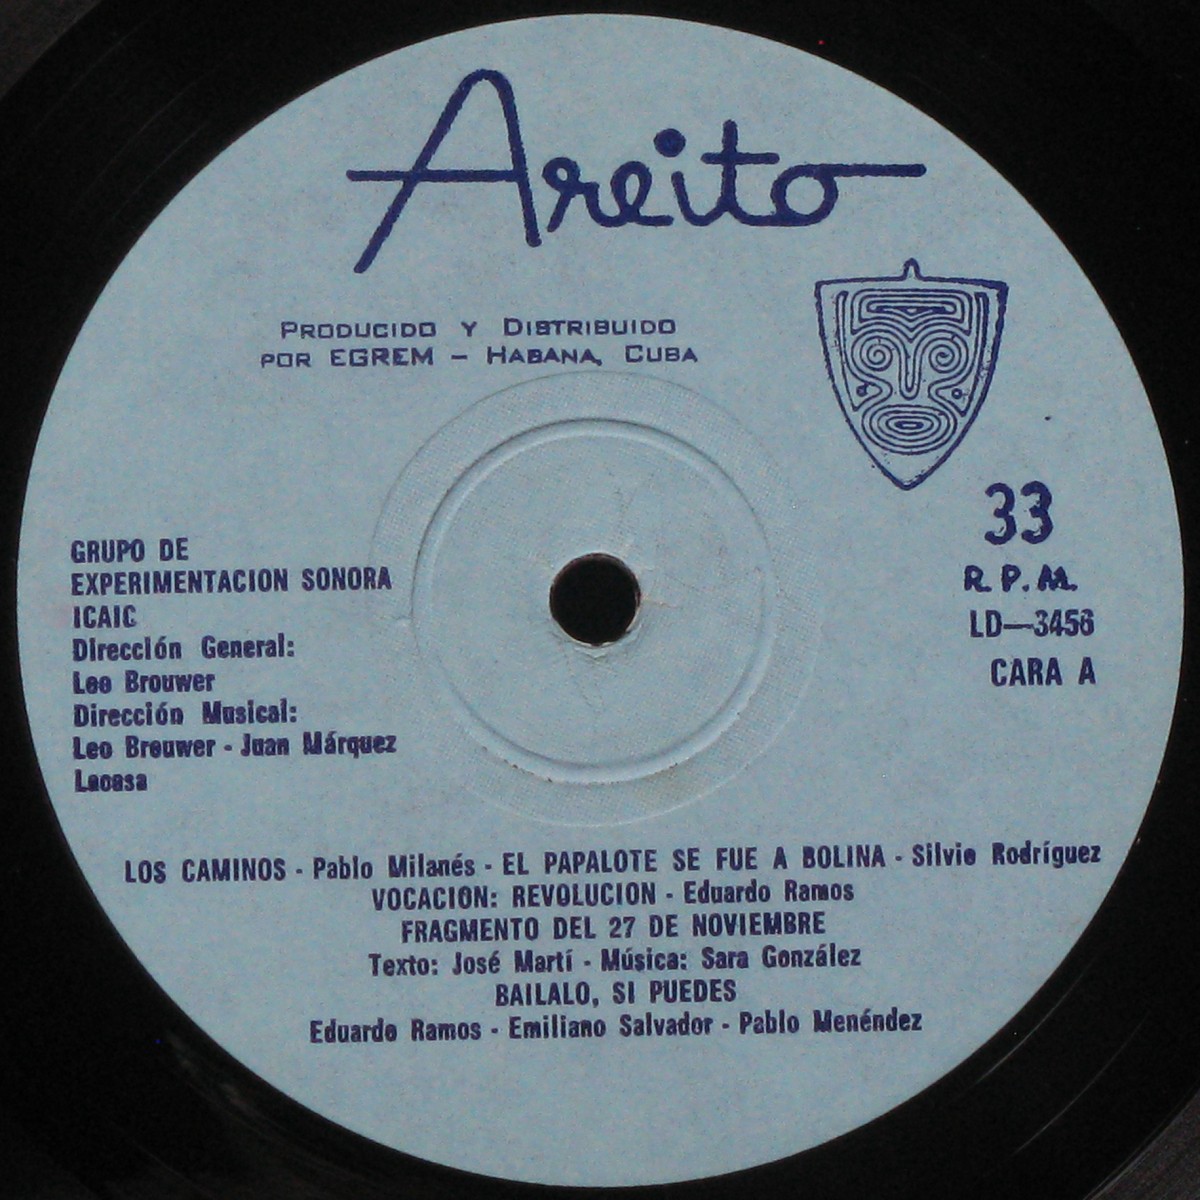 Areito
PRODUCIDO Y DISTRIBUIDO
POR EGREM – HABANA, CUBA
33
R.P.M.
LD—3456
CARA A
GRUPO DE
EXPERIMENTACION SONORA
ICAIC
Dirección General:
Leo Brouwer
Dirección Musical:
Leo Brouwer - Juan Márquez
Lacasa
LOS CAMINOS - Pablo Milanés - EL PAPALOTE SE FUE A BOLINA - Silvio Rodríguez
VOCACION: REVOLUCION - Eduardo Ramos
FRAGMENTO DEL 27 DE NOVIEMBRE
Texto: José Martí - Música: Sara González
BAILALO, SI PUEDES
Eduardo Ramos - Emiliano Salvador - Pablo Menéndez